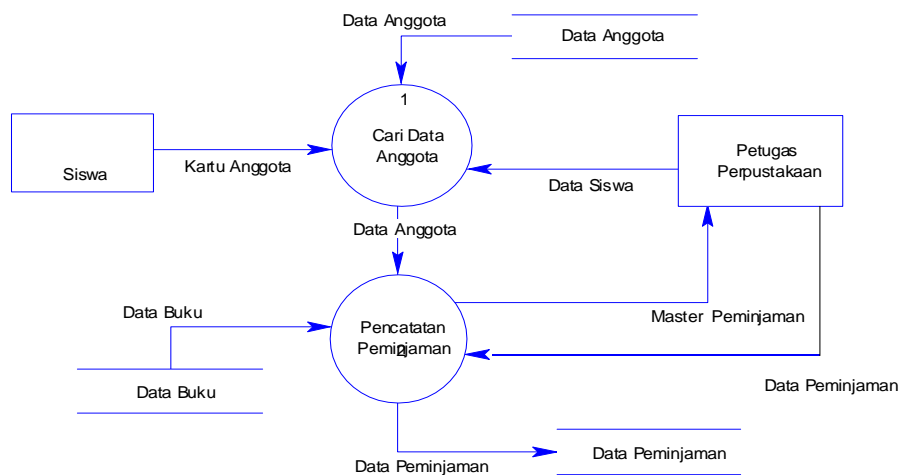 Data Anggota
Data Anggota
1
Cari Data
Anggota
Siswa
Kartu Anggota
Petugas
Perpustakaan
Data Siswa
Data Anggota
Data Buku
Pencatatan
Peminjaman
2
Master Peminjaman
Data Buku
Data Peminjaman
Data Peminjaman
Data Peminjaman